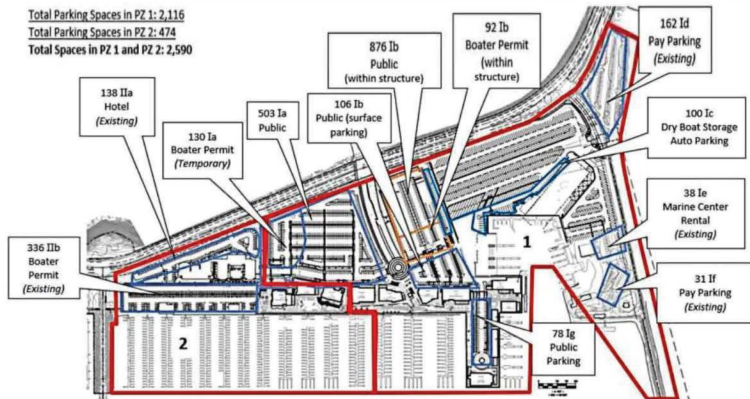 Total Parking Spaces in PZ 1: 2,116
Total Parking Spaces in PZ 2: 474
Total Spaces in PZ 1 and PZ 2: 2,590
138 IIa
Hotel
(Existing)
130 Ia
Boater Permit
(Temporary)
503 Ia
Public
106 Ib
Public (surface
parking)
876 Ib
Public
(within structure)
92 Ib
Boater Permit
(within
structure)
162 Id
Pay Parking
(Existing)
100 Ic
Dry Boat Storage
Auto Parking
38 Ie
Marine Center
Rental
(Existing)
31 If
Pay Parking
(Existing)
78 Ig
Public
Parking
336 IIb
Boater
Permit
(Existing)
1
2